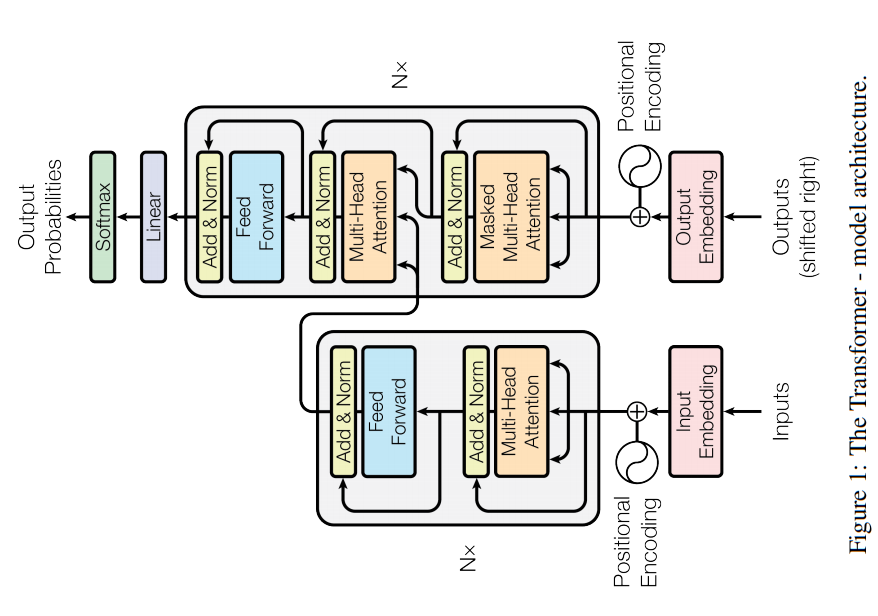 Output
Probabilities
Softmax
Linear
Add & Norm
Feed
Forward
Add & Norm
Multi-Head
Attention
Add & Norm
Masked
Multi-Head
Attention
N×
Positional
Encoding
Output
Embedding
Outputs
(shifted right)
Add & Norm
Feed
Forward
Add & Norm
Multi-Head
Attention
N×
Positional
Encoding
Input
Embedding
Inputs
Figure 1: The Transformer - model architecture.